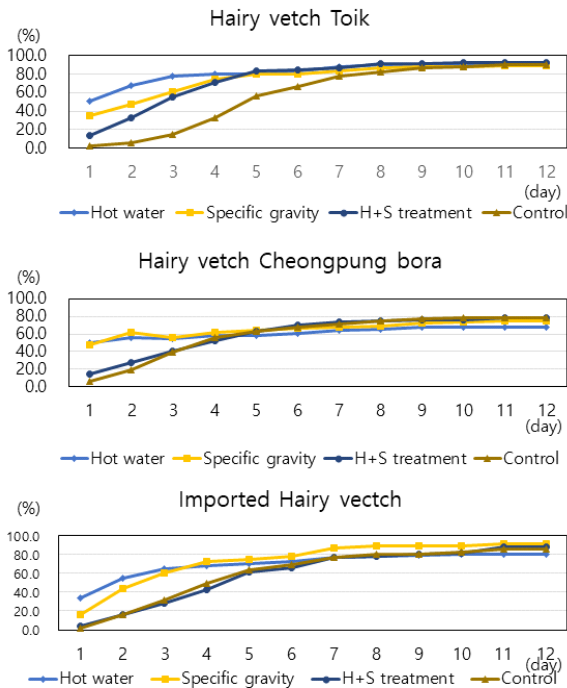 Hairy vetch Toik
(%)
100.0
80.0
60.0
40.0
20.0
0.0
1 2 3 4 5 6 7 8 9 10 11 12
(day)
Hot water Specific gravity H+S treatment Control
Hairy vetch Cheongpung bora
(%)
100.0
80.0
60.0
40.0
20.0
0.0
1 2 3 4 5 6 7 8 9 10 11 12
(day)
Hot water Specific gravity H+S treatment Control
Imported Hairy vectch
(%)
100.0
80.0
60.0
40.0
20.0
0.0
1 2 3 4 5 6 7 8 9 10 11 12
(day)
Hot water Specific gravity H+S treatment Control